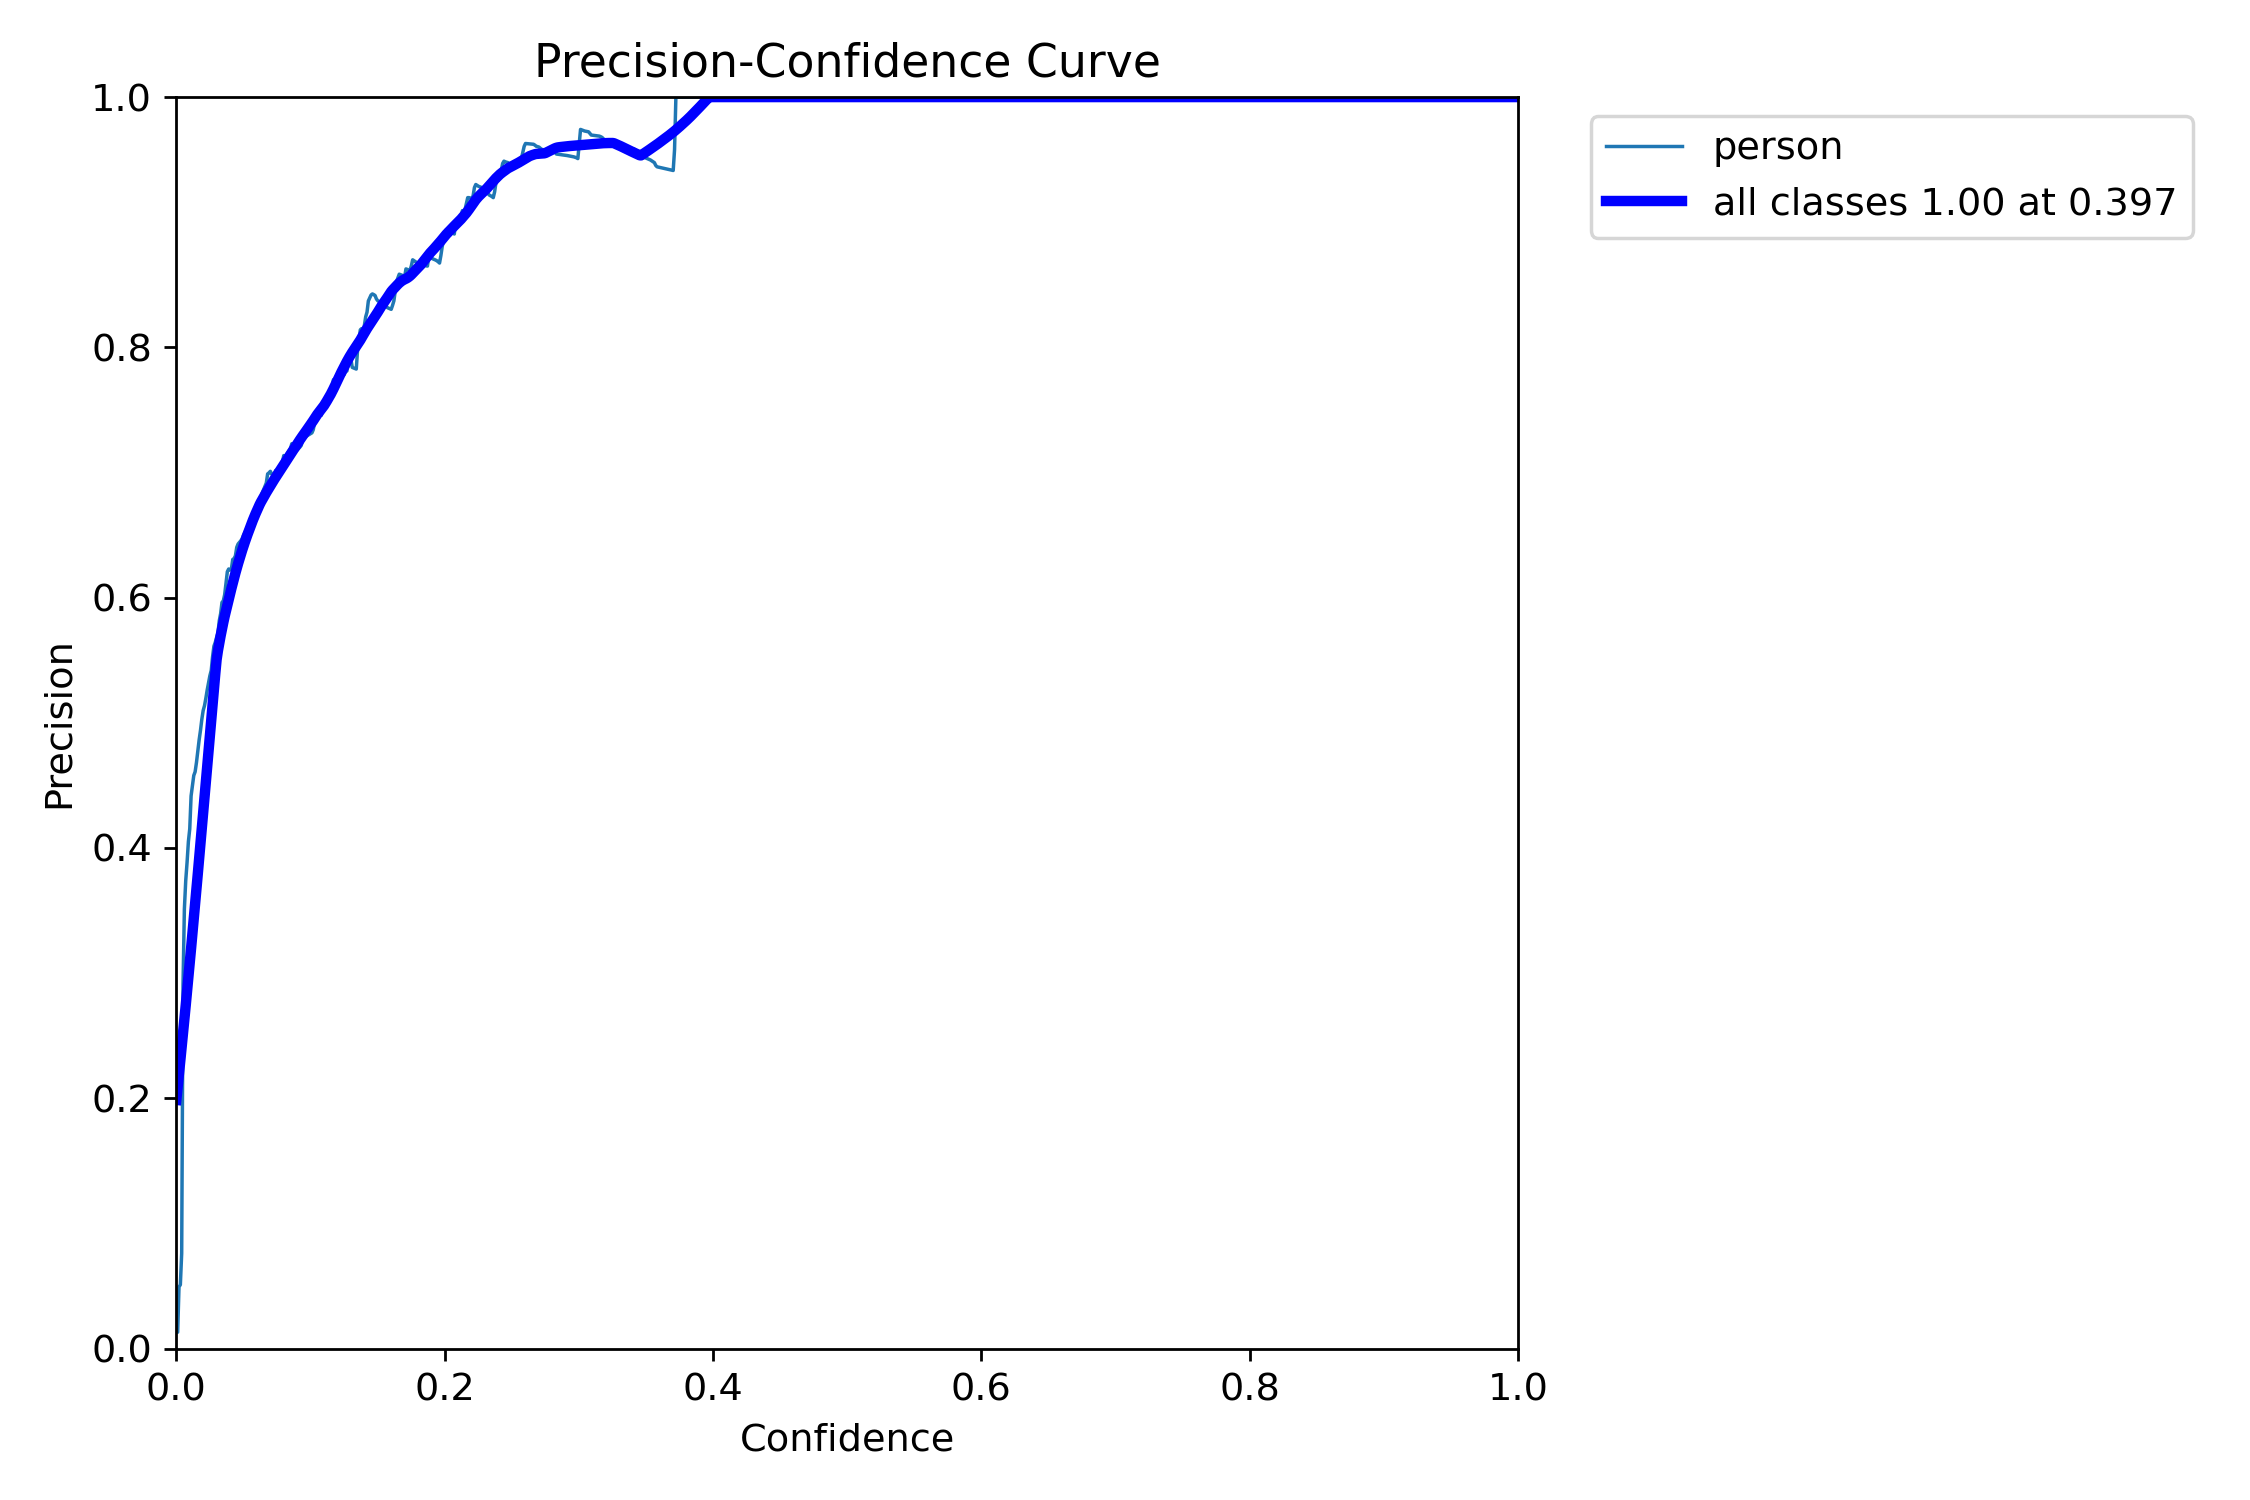 Precision-Confidence Curve
1.0
0.8
0.6
0.4
0.2
0.0
Precision
0.0 0.2 0.4 0.6 0.8 1.0
Confidence
person
all classes 1.00 at 0.397